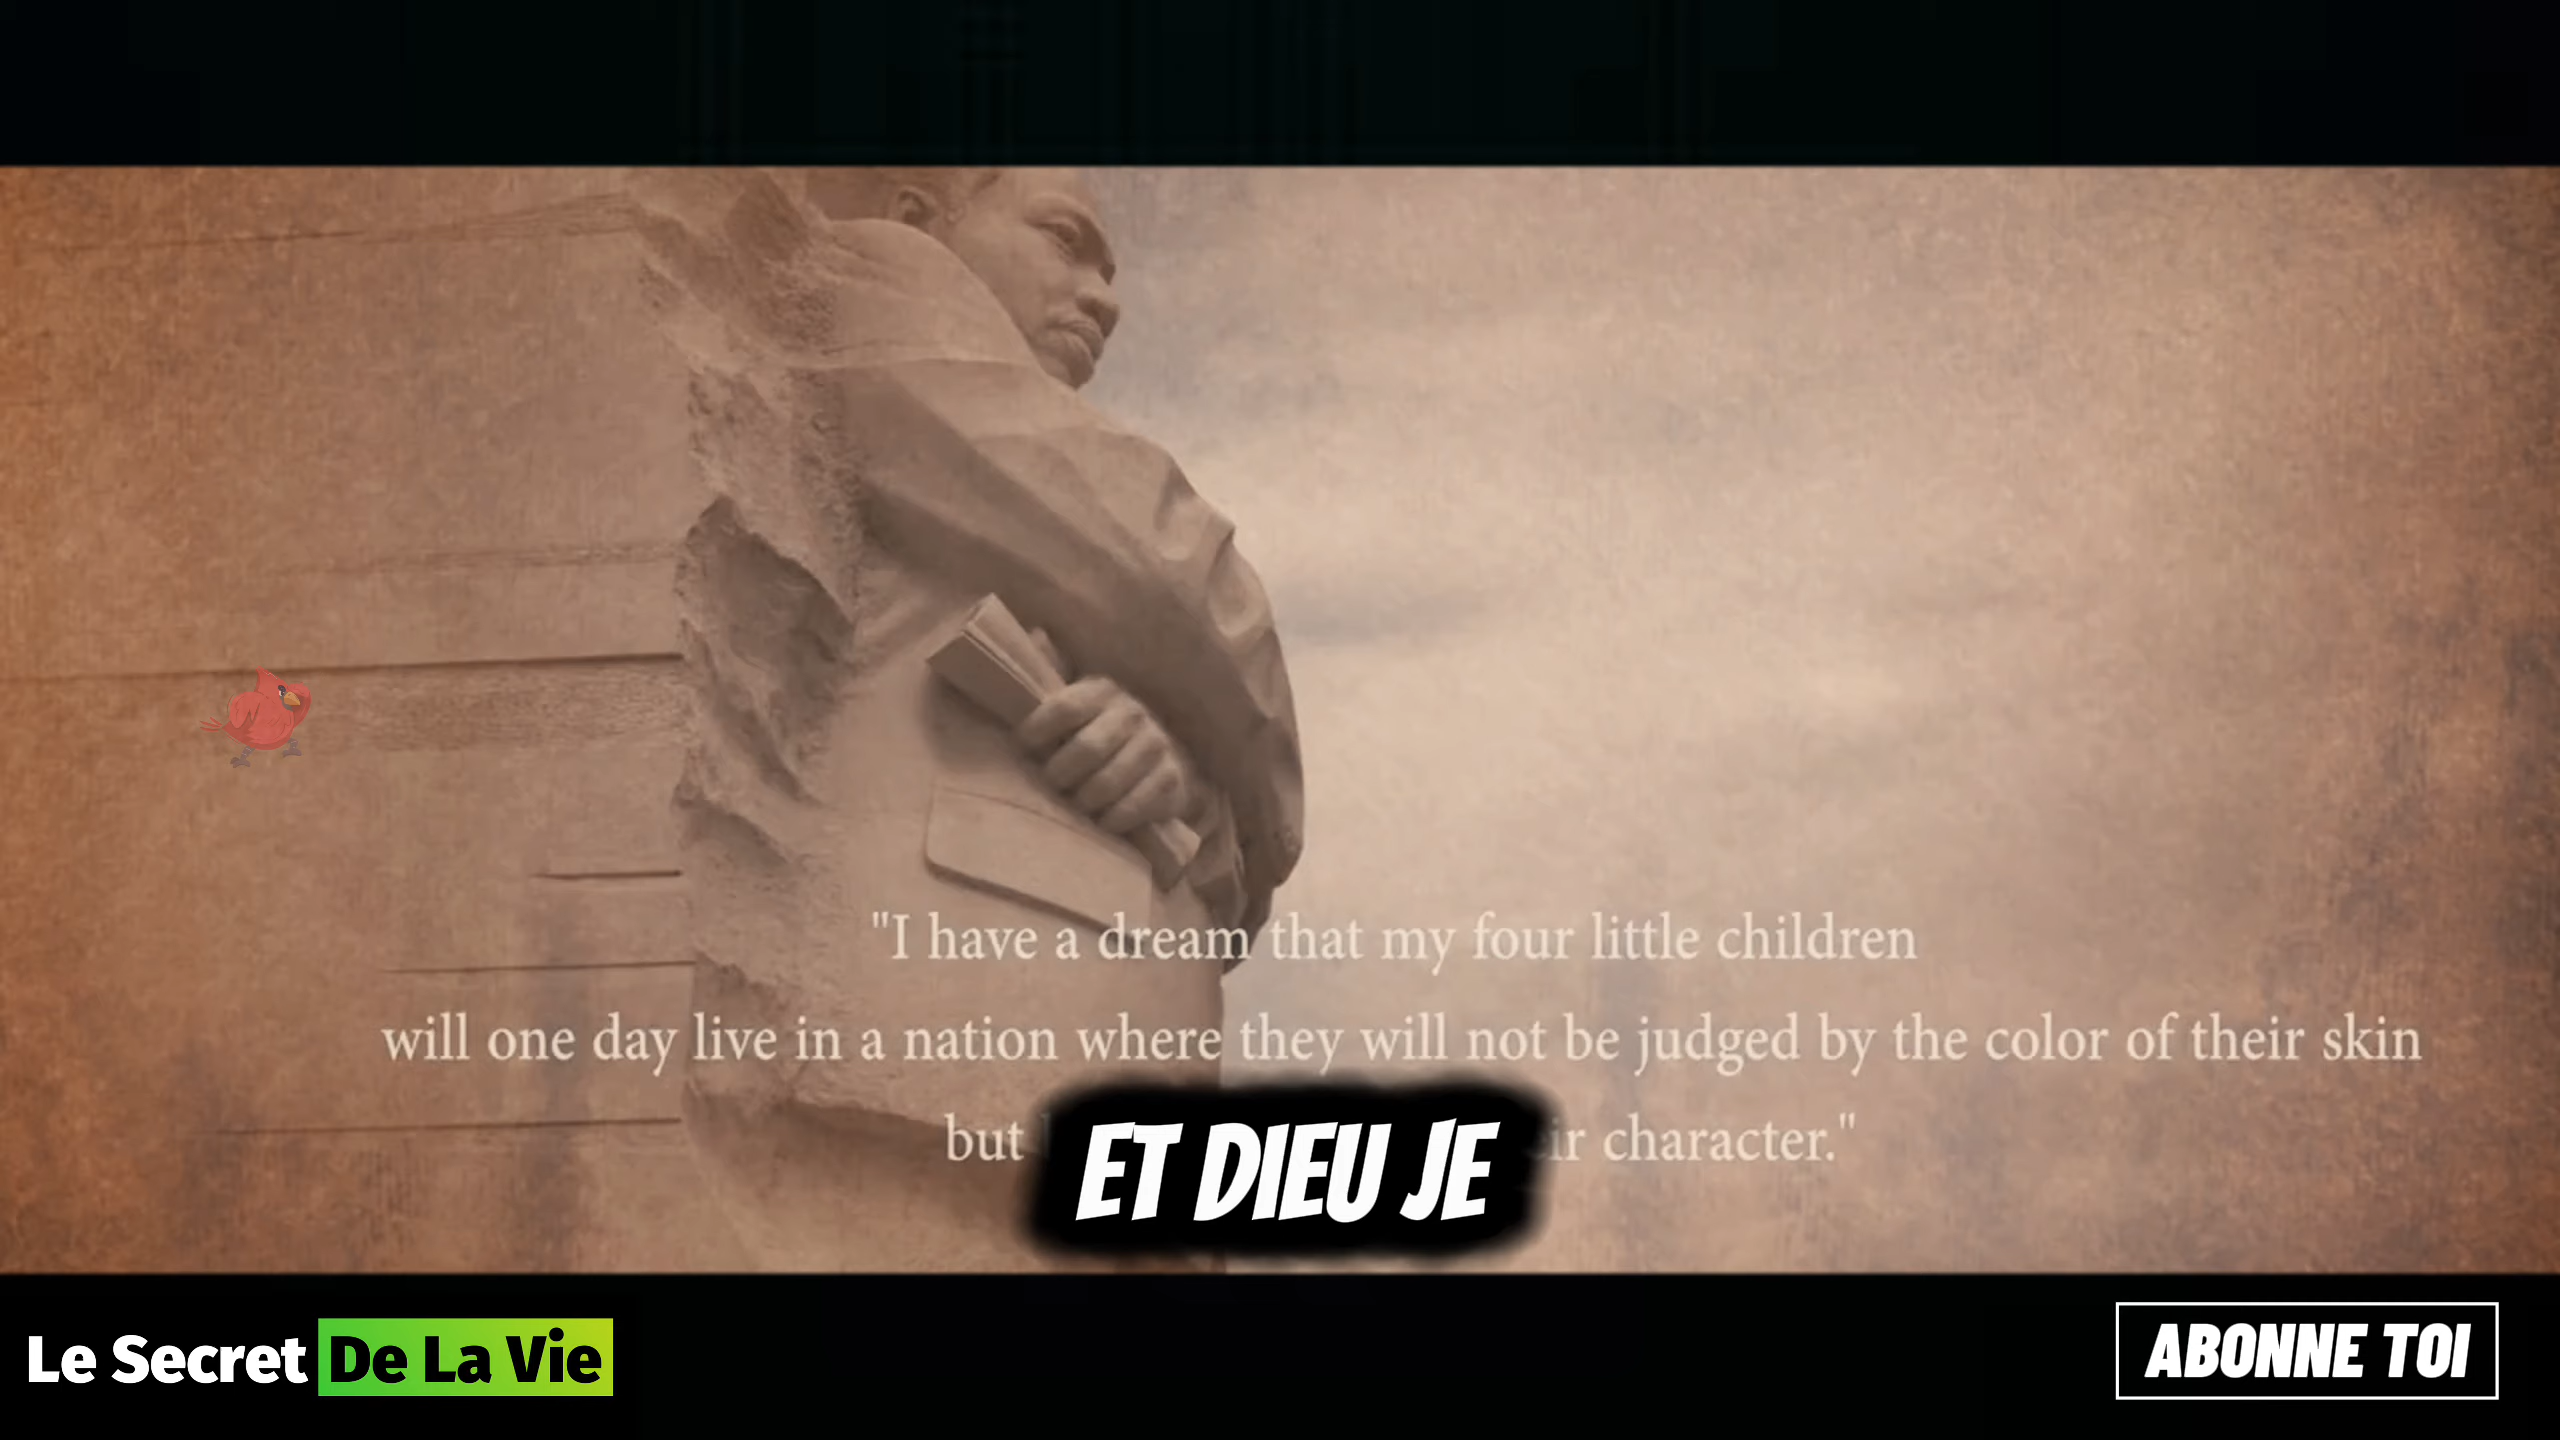 "I have a dream that my four little children
will one day live in a nation where they will not be judged by the color of their skin
but character."
ET DIEU JE
Le Secret De La Vie
ABONNE TOI